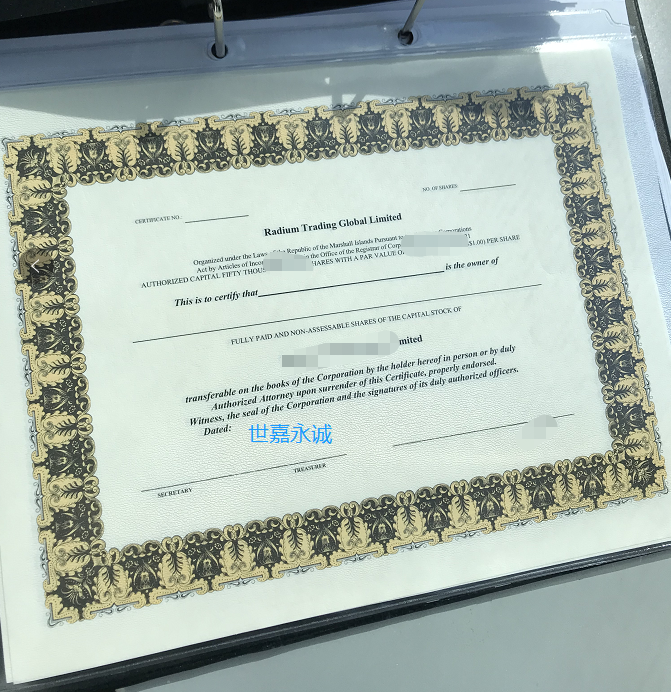 CERTIFICATE NO.
NO. OF SHARES
Radium Trading Global Limited
Organized under the Laws of the Republic of the Marshall Islands Pursuant to Corporations
Act by Articles of in the Office of the Registrar of
AUTHORIZED CAPITAL FIFTY SHARES WITH A PAR VALUE ($1.00) PER SHARE
This is to certify that is the owner of
FULLY PAID AND NON-ASSESSABLE SHARES OF THE CAPITAL STOCK OF
mited
transferable on the books of the Corporation by the holder hereof in person or by duly
Authorized Attorney upon surrender of this Certificate, properly endorsed.
Witness, the seal of the Corporation and the signatures of its duly authorized officers.
Dated:
世嘉永诚
SECRETARY
TREASURER